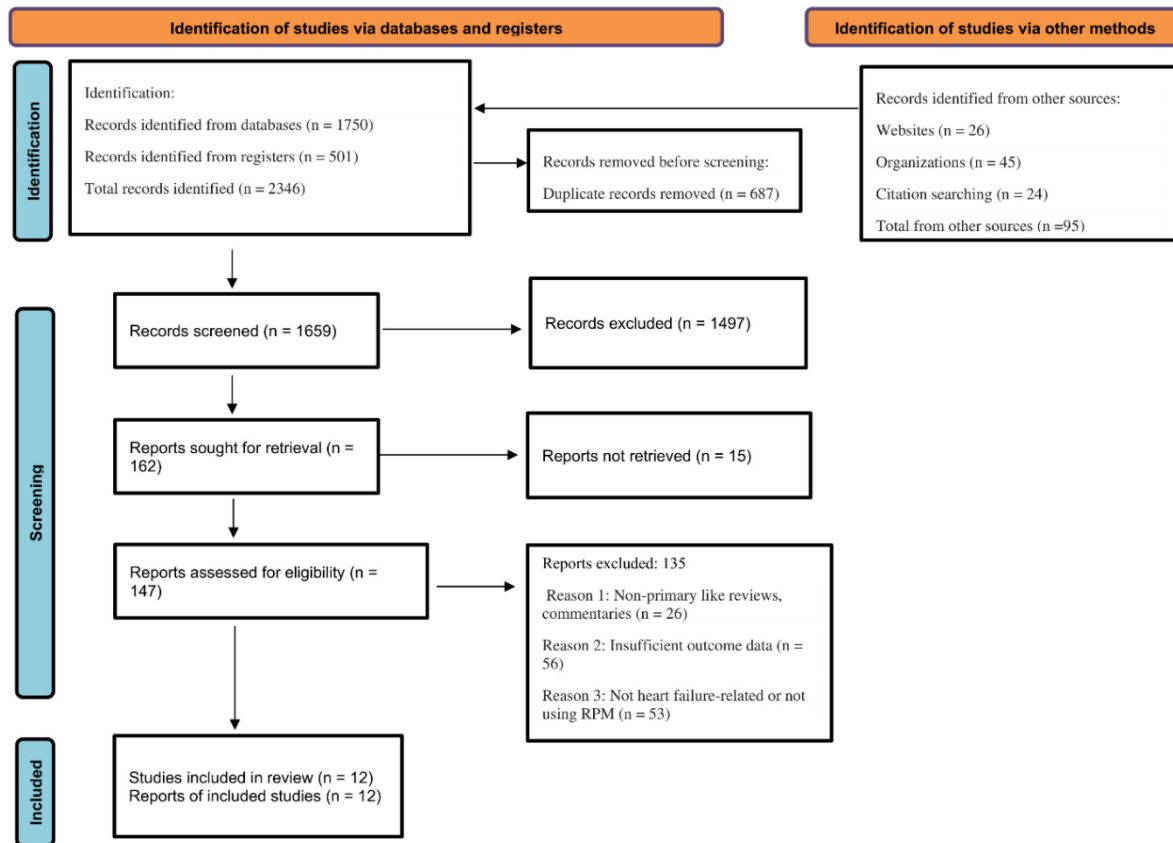 Identification of studies via databases and registers
Identification of studies via other methods
Identification
Identification:
Records identified from databases (n = 1750)
Records identified from registers (n = 501)
Total records identified (n = 2346)
Records removed before screening:
Duplicate records removed (n = 687)
Records identified from other sources:
Websites (n = 26)
Organizations (n = 45)
Citation searching (n = 24)
Total from other sources (n =95)
Screening
Records screened (n = 1659)
Records excluded (n = 1497)
Reports sought for retrieval (n =
162)
Reports not retrieved (n = 15)
Reports assessed for eligibility (n =
147)
Reports excluded: 135
Reason 1: Non-primary like reviews,
commentaries (n = 26)
Reason 2: Insufficient outcome data (n =
56)
Reason 3: Not heart failure-related or not
using RPM (n = 53)
Included
Studies included in review (n = 12)
Reports of included studies (n = 12)